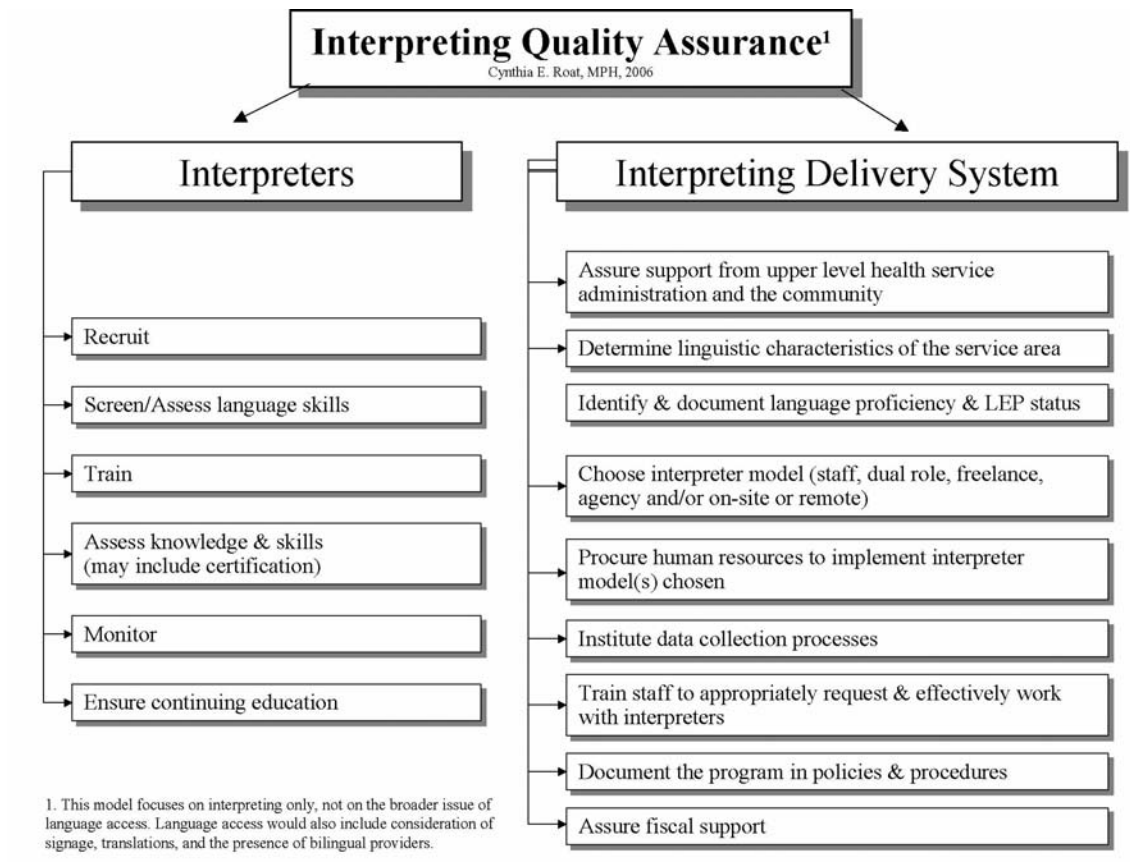 Interpreting Quality Assurance¹
Cynthia E. Roat, MPH, 2006
Interpreters
Recruit
Screen/Assess language skills
Train
Assess knowledge & skills
(may include certification)
Monitor
Ensure continuing education
Interpreting Delivery System
Assure support from upper level health service
administration and the community
Determine linguistic characteristics of the service area
Identify & document language proficiency & LEP status
Choose interpreter model (staff, dual role, freelance,
agency and/or on-site or remote)
Procure human resources to implement interpreter
model(s) chosen
Institute data collection processes
Train staff to appropriately request & effectively work
with interpreters
Document the program in policies & procedures
Assure fiscal support
1. This model focuses on interpreting only, not on the broader issue of
language access. Language access would also include consideration of
signage, translations, and the presence of bilingual providers.